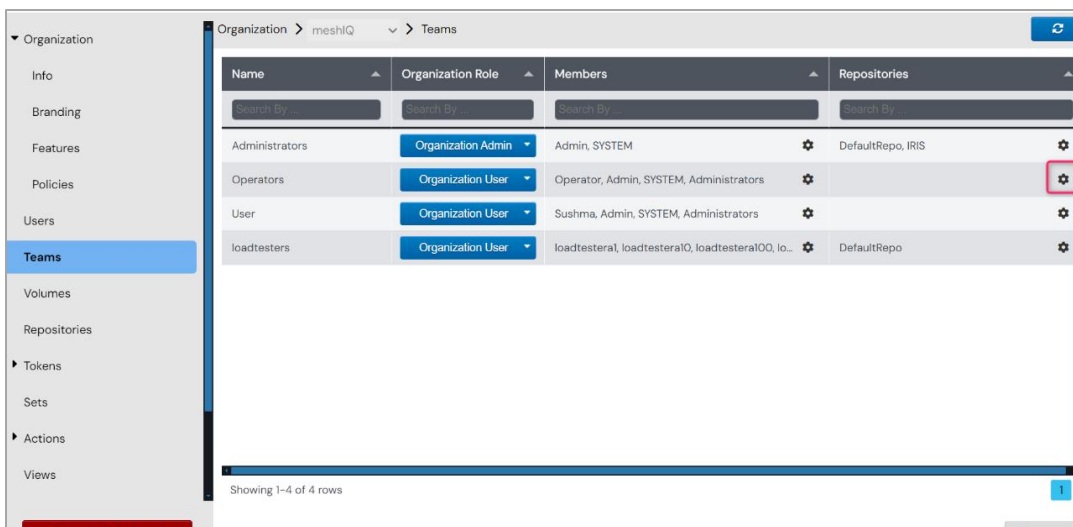 Organization
Info
Branding
Features
Policies
Users
Teams
Volumes
Repositories
Tokens
Sets
Actions
Views
Organization > meshIQ > Teams
Name Organization Role Members Repositories
Search By ... Search By ... Search By ... Search By ...
Administrators Organization Admin Admin, SYSTEM DefaultRepo, IRIS
Operators Organization User Operator, Admin, SYSTEM, Administrators
User Organization User Sushma, Admin, SYSTEM, Administrators
loadtesters Organization User loadtestera1, loadtestera10, loadtestera100, lo... DefaultRepo
Showing 1-4 of 4 rows 1